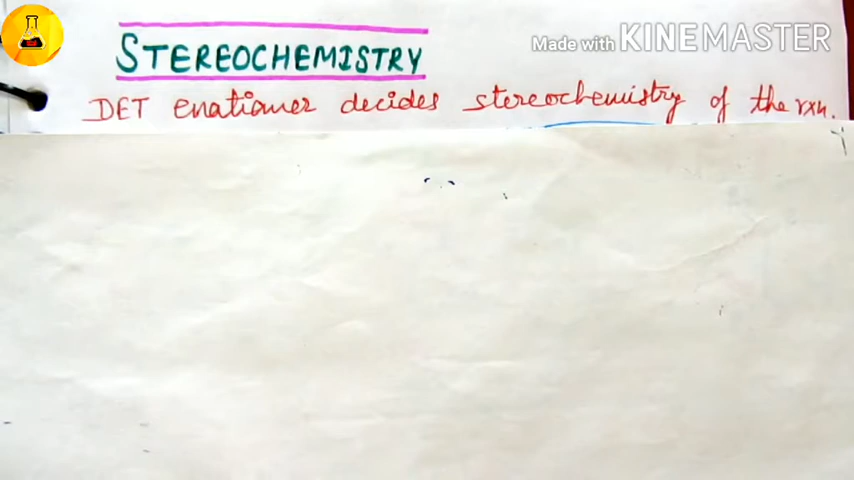 Made with KINEMASTER
STEREOCHEMISTRY
DET enatiomer decides stereochemistry of the rxn.